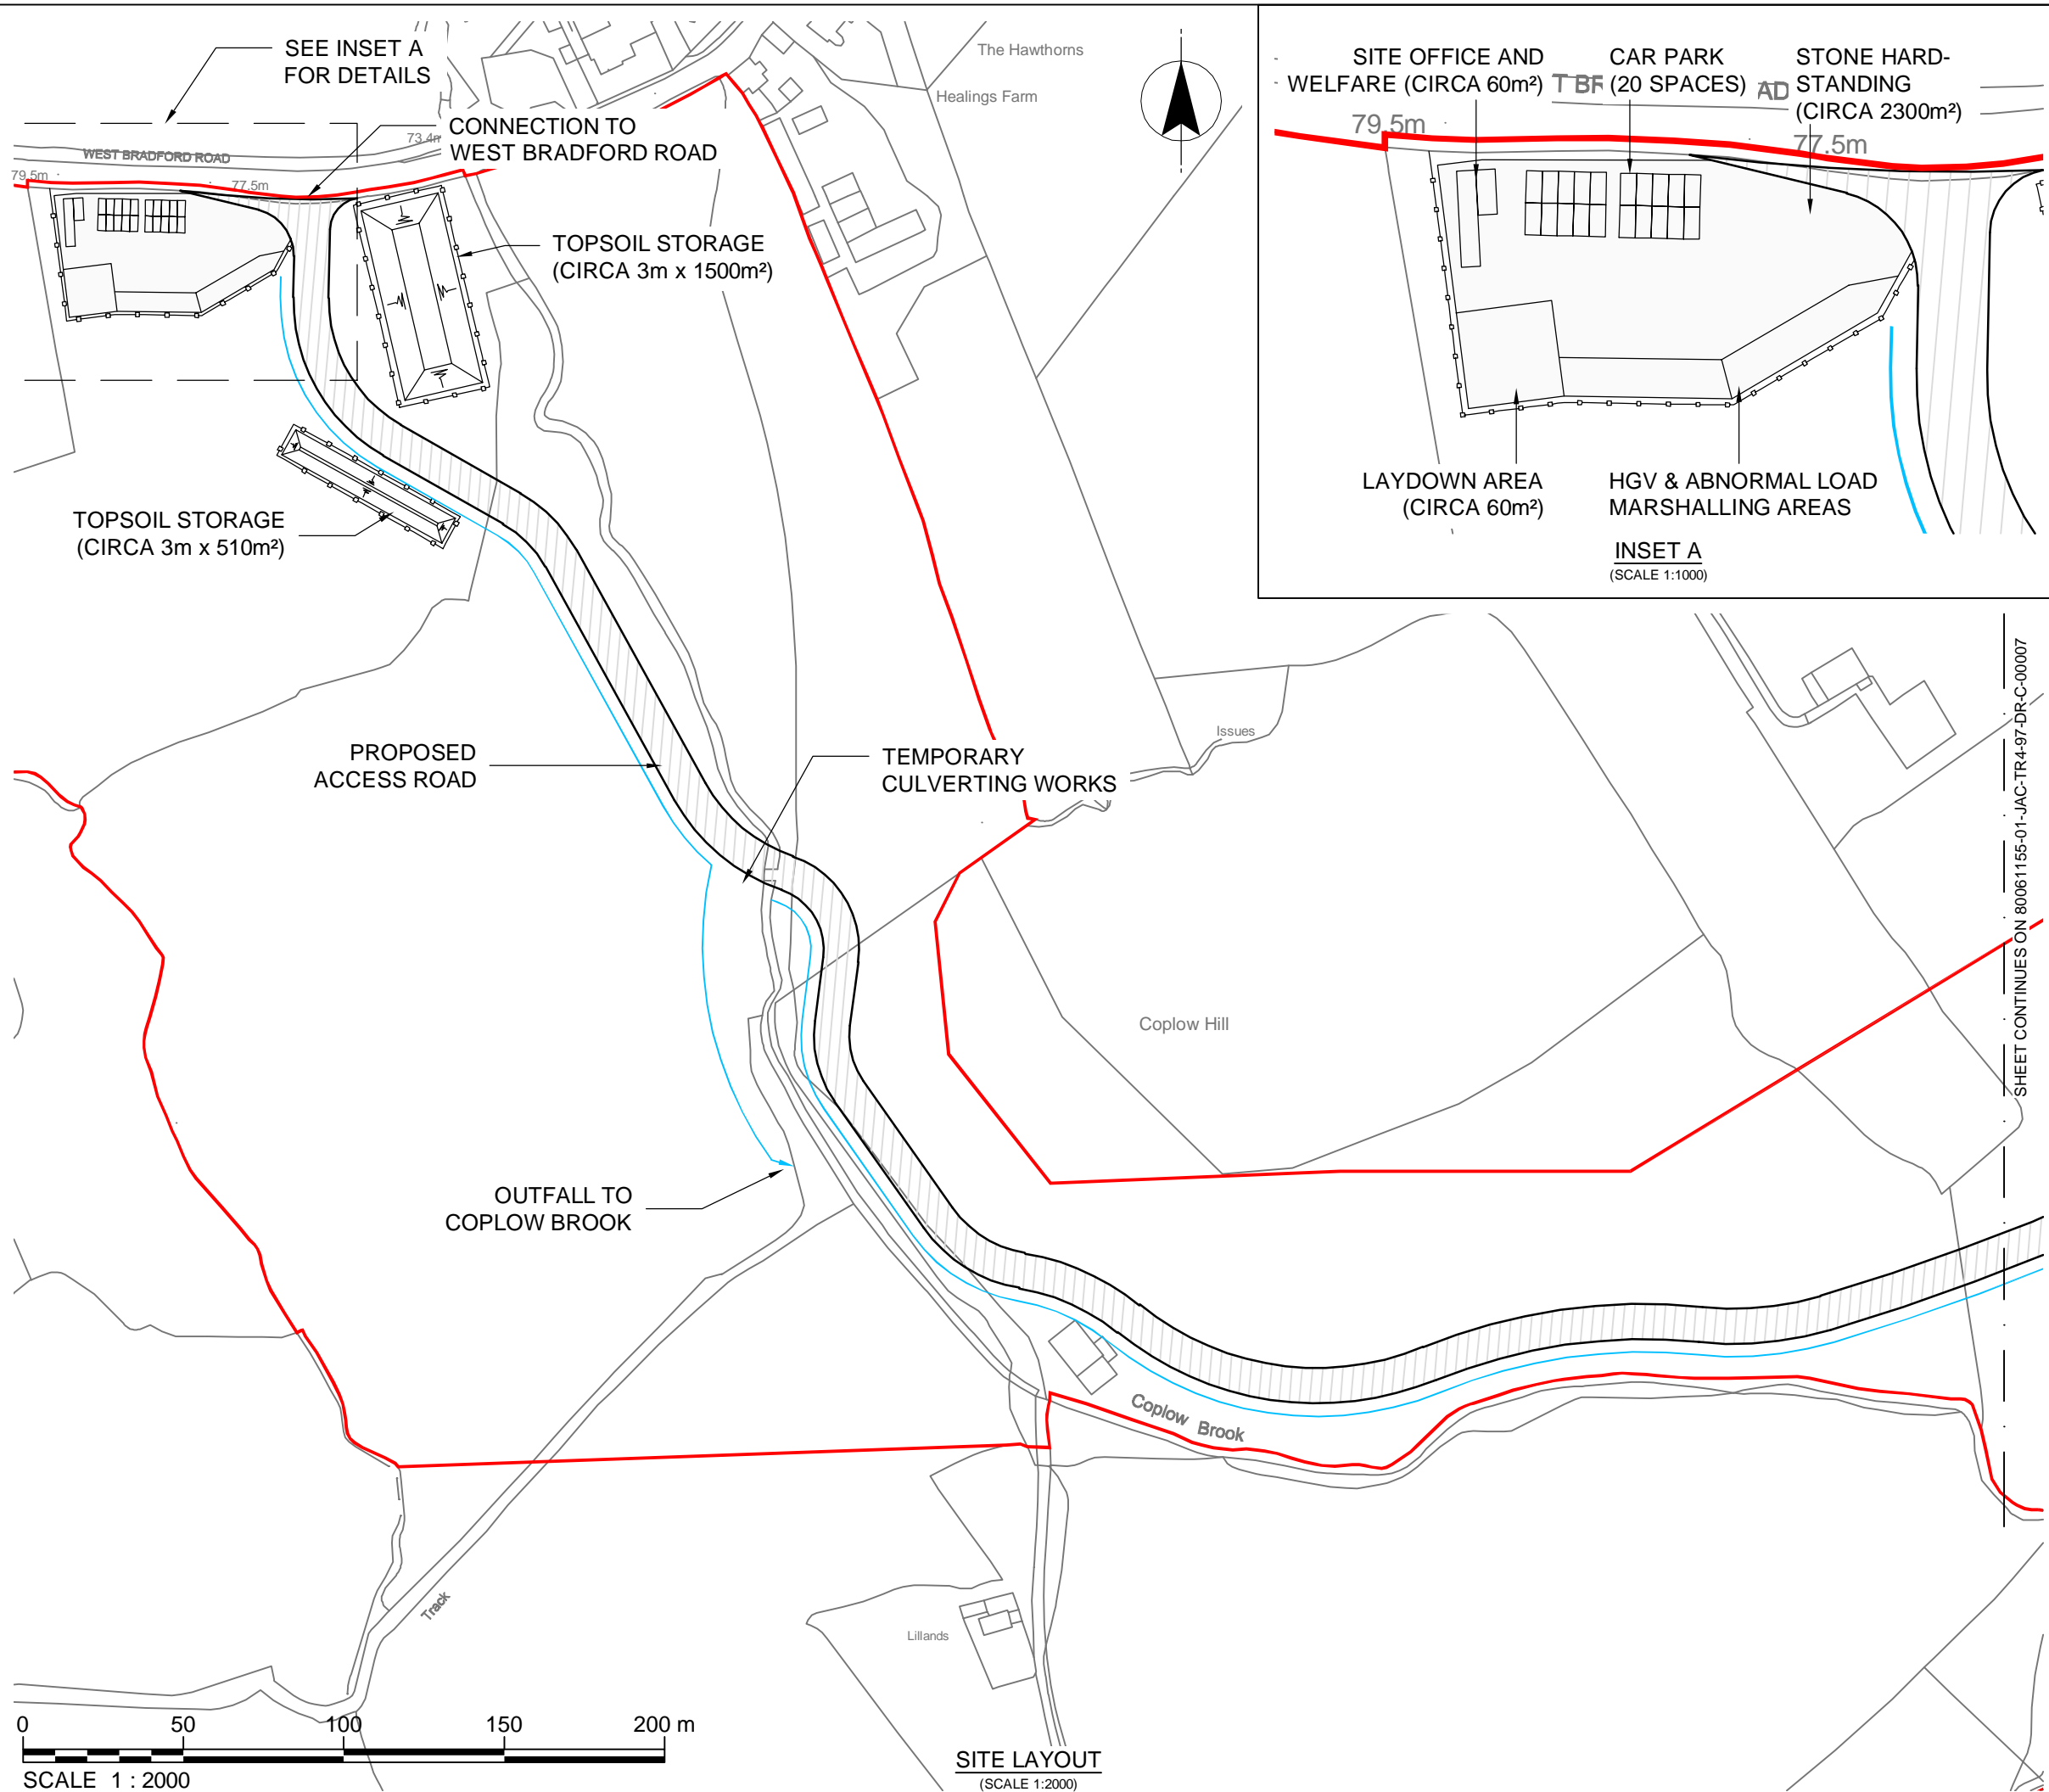 SEE INSET A
FOR DETAILS
The Hawthorns
Healings Farm
CONNECTION TO
WEST BRADFORD ROAD
WEST BRADFORD ROAD
79.5m
77.5m
TOPSOIL STORAGE
(CIRCA 3m x 1500m²)
TOPSOIL STORAGE
(CIRCA 3m x 510m²)
SITE OFFICE AND
WELFARE (CIRCA 60m²)
T BR
CAR PARK
(20 SPACES)
AD
STONE HARD-
STANDING
(CIRCA 2300m²)
79.5m
77.5m
LAYDOWN AREA
(CIRCA 60m²)
HGV & ABNORMAL LOAD
MARSHALLING AREAS
INSET A
(SCALE 1:1000)
PROPOSED
ACCESS ROAD
TEMPORARY
CULVERTING WORKS
Issues
SHEET CONTINUES ON 80061155-01-JAC-TR4-97-DR-C-00007
Coplow Hill
OUTFALL TO
COPLOW BROOK
Coplow Brook
Track
Lillands
0 50 100 150 200 m
SCALE 1 : 2000
SITE LAYOUT
(SCALE 1:2000)